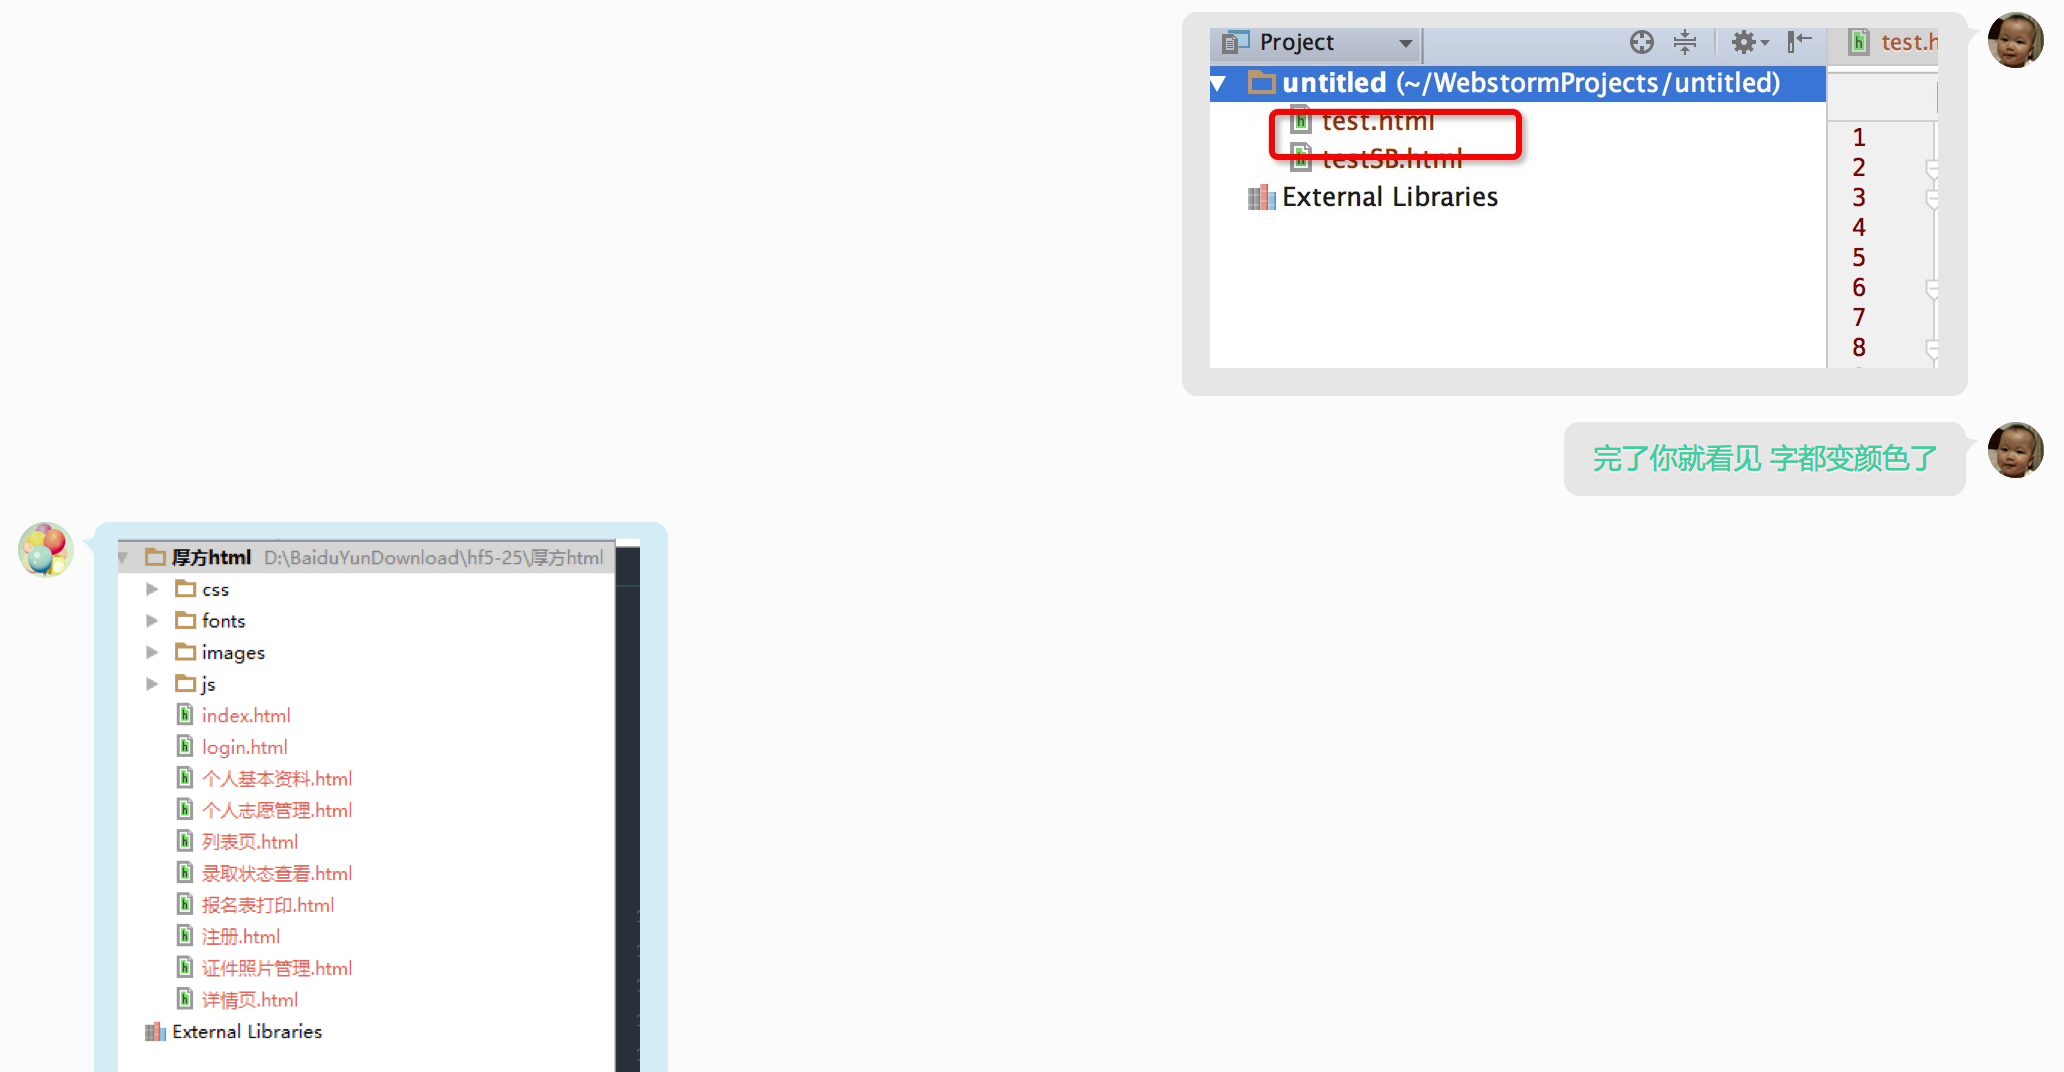 Project
test.h
untitled (~/WebstormProjects/untitled)
test.html
testSB.html
External Libraries
1
2
3
4
5
6
7
8
完了你就看见 字都变颜色了
厚方html D:\BaiduYunDownload\hf5-25\厚方html
css
fonts
images
js
index.html
login.html
个人基本资料.html
个人志愿管理.html
列表页.html
录取状态查看.html
报名表打印.html
注册.html
证件照片管理.html
详情页.html
External Libraries